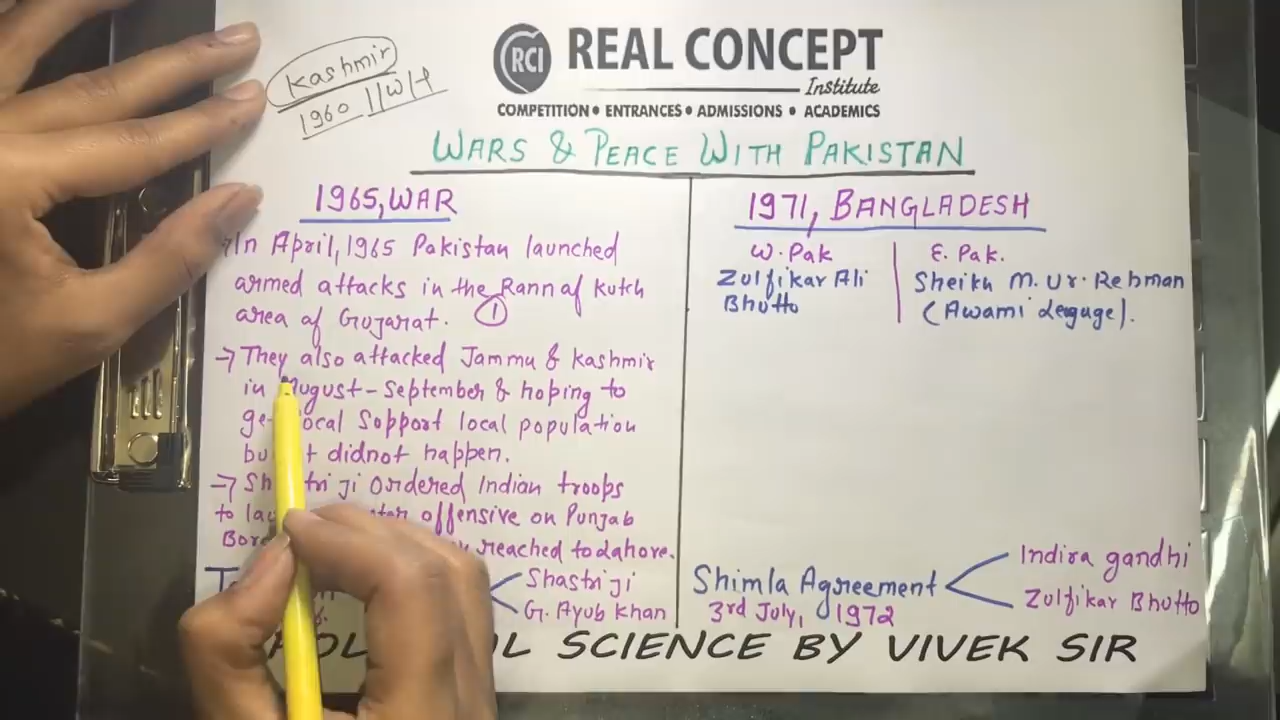 Kashmir
1960 IWT
RCI
REAL CONCEPT
Institute
COMPETITION • ENTRANCES • ADMISSIONS • ACADEMICS
WARS & PEACE WITH PAKISTAN
1965, WAR
In April, 1965 Pakistan launched
armed attacks in the Rann of Kutch
area of Gujarat. 1
→ They also attacked Jammu & Kashmir
in August - September & hoping to
local Support local population
didnot happen.
→ ji Ordered Indian troops
to offensive on Punjab
reached to Lahore.
Shastri ji
G. Ayub Khan
1971, BANGLADESH
W. Pak
Zulfikar Ali
Bhutto
E. Pak.
Sheikh M. Ur. Rehman
(Awami Leguage).
Shimla Agreement
3rd July, 1972
Indira gandhi
Zulfikar Bhutto
SCIENCE BY VIVEK SIR